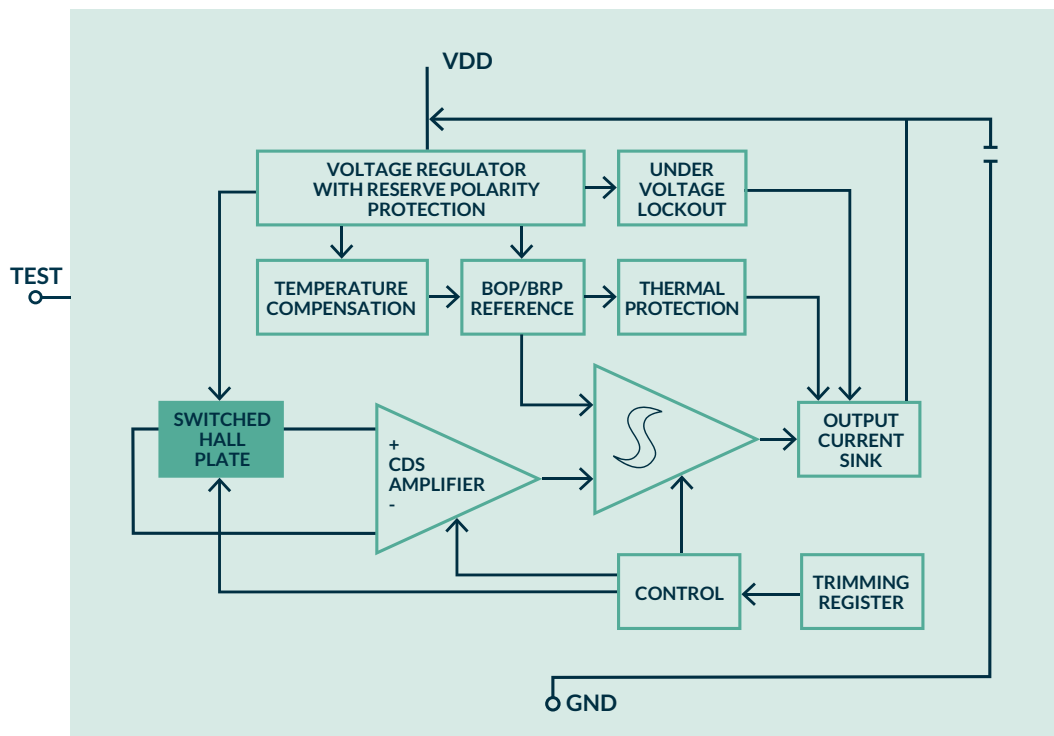 VDD
VOLTAGE REGULATOR
WITH RESERVE POLARITY
PROTECTION
UNDER
VOLTAGE
LOCKOUT
TEST
TEMPERATURE
COMPENSATION
BOP/BRP
REFERENCE
THERMAL
PROTECTION
SWITCHED
HALL
PLATE
+
CDS
AMPLIFIER
-
OUTPUT
CURRENT
SINK
CONTROL
TRIMMING
REGISTER
GND